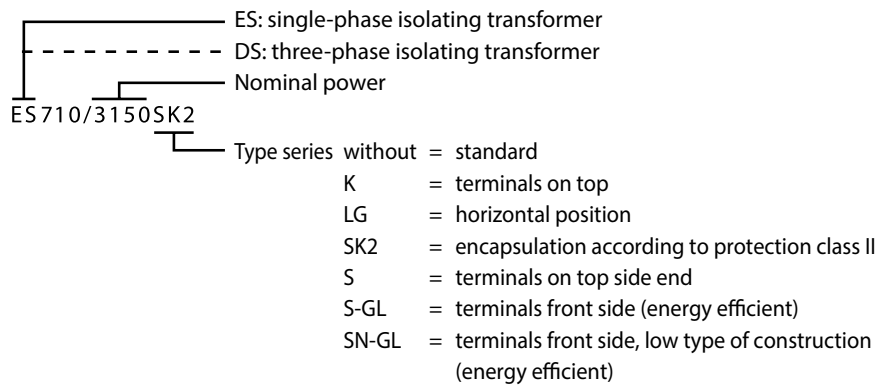 ES: single-phase isolating transformer
DS: three-phase isolating transformer
Nominal power
ES710/3150SK2
Type series without = standard
K = terminals on top
LG = horizontal position
SK2 = encapsulation according to protection class II
S = terminals on top side end
S-GL = terminals front side (energy efficient)
SN-GL = terminals front side, low type of construction
(energy efficient)